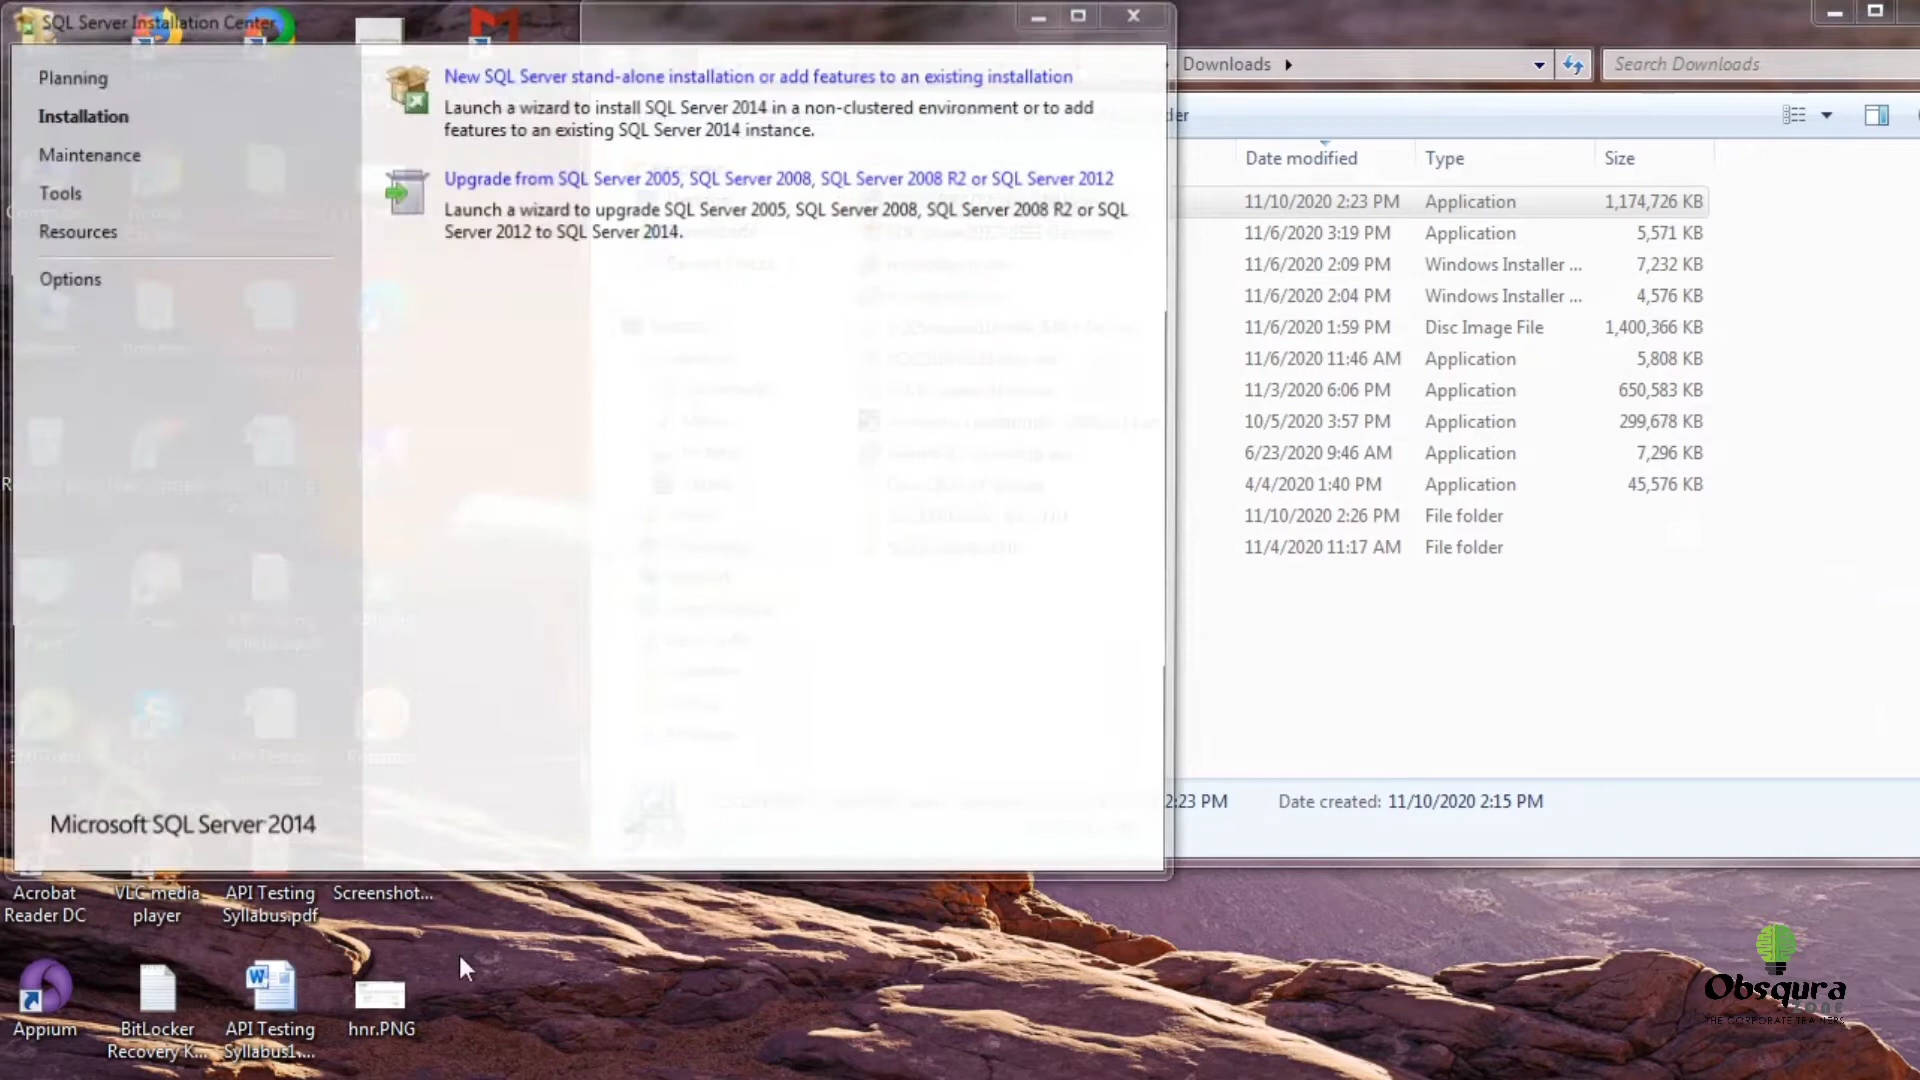 SQL Server Installation Center
Planning
Installation
Maintenance
Tools
Resources
Options
New SQL Server stand-alone installation or add features to an existing installation
Launch a wizard to install SQL Server 2014 in a non-clustered environment or to add
features to an existing SQL Server 2014 instance.
Upgrade from SQL Server 2005, SQL Server 2008, SQL Server 2008 R2 or SQL Server 2012
Launch a wizard to upgrade SQL Server 2005, SQL Server 2008, SQL Server 2008 R2 or SQL
Server 2012 to SQL Server 2014.
Microsoft SQL Server 2014
Downloads
Search Downloads
der
Date modified Type Size
11/10/2020 2:23 PM Application 1,174,726 KB
11/6/2020 3:19 PM Application 5,571 KB
11/6/2020 2:09 PM Windows Installer ... 7,232 KB
11/6/2020 2:04 PM Windows Installer ... 4,576 KB
11/6/2020 1:59 PM Disc Image File 1,400,366 KB
11/6/2020 11:46 AM Application 5,808 KB
11/3/2020 6:06 PM Application 650,583 KB
10/5/2020 3:57 PM Application 299,678 KB
6/23/2020 9:46 AM Application 7,296 KB
4/4/2020 1:40 PM Application 45,576 KB
11/10/2020 2:26 PM File folder
11/4/2020 11:17 AM File folder
2:23 PM Date created: 11/10/2020 2:15 PM
Acrobat
Reader DC
VLC media
player
API Testing
Syllabus.pdf
Screenshot...
Appium
BitLocker
Recovery K...
API Testing
Syllabus1....
hnr.PNG
Obsqura
zone
THE CORPORATE TRAINERS